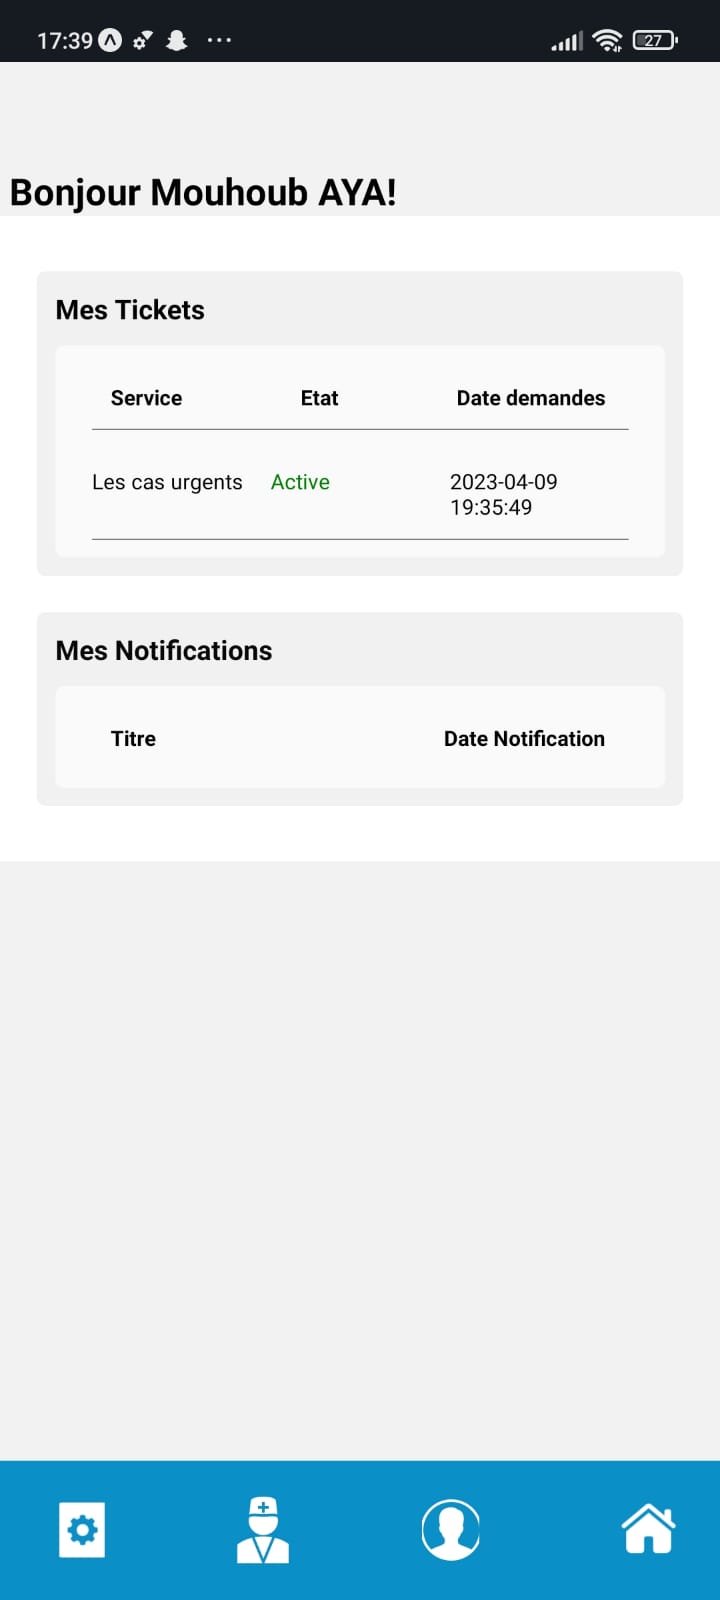 17:39
27
Bonjour Mouhoub AYA!
Mes Tickets
Service Etat Date demandes
Les cas urgents Active 2023-04-09
19:35:49
Mes Notifications
Titre Date Notification